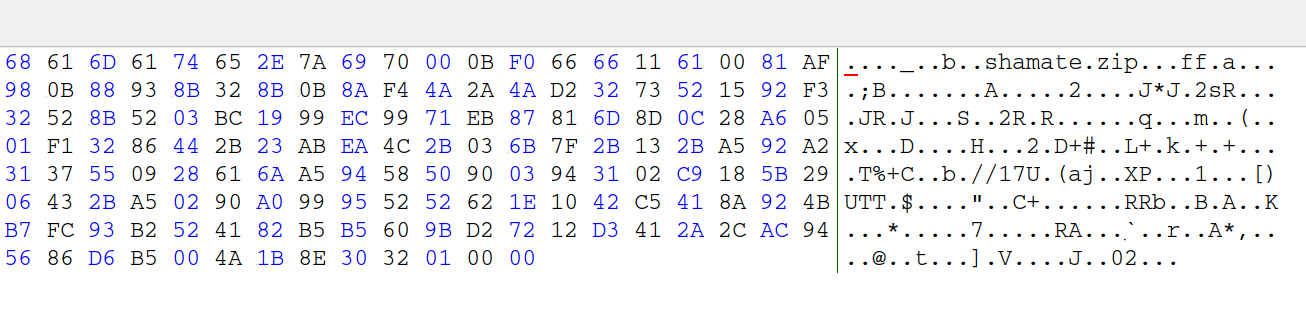 68 61 6D 61 74 65 2E 7A 69 70 00 0B F0 66 66 11 61 00 81 AF ...._..b..shamate.zip...ff.a...
98 0B 88 93 8B 32 8B 0B 8A F4 4A 2A 4A D2 32 73 52 15 92 F3 .;B.......A.....2....J*J.2sR...
32 52 8B 52 03 BC 19 99 EC 99 71 EB 87 81 6D 8D 0C 28 A6 05 .JR.J...S..2R.R......q...m..(..
01 F1 32 86 44 2B 23 AB EA 4C 2B 03 6B 7F 2B 13 2B A5 92 A2 x...D....H...2.D+#..L+.k.+.+...
31 37 55 09 28 61 6A A5 94 58 50 90 03 94 31 02 C9 18 5B 29 .T%+C..b.//17U.(aj..XP...1...[)
06 43 2B A5 02 90 A0 99 95 52 52 62 1E 10 42 C5 41 8A 92 4B UTT.$...."..C+......RRb..B.A..K
B7 FC 93 B2 52 41 82 B5 B5 60 9B D2 72 12 D3 41 2A 2C AC 94 ...*.....7.....RA...`..r..A*,..
56 86 D6 B5 00 4A 1B 8E 30 32 01 00 00 ..@..t...].V....J..02...